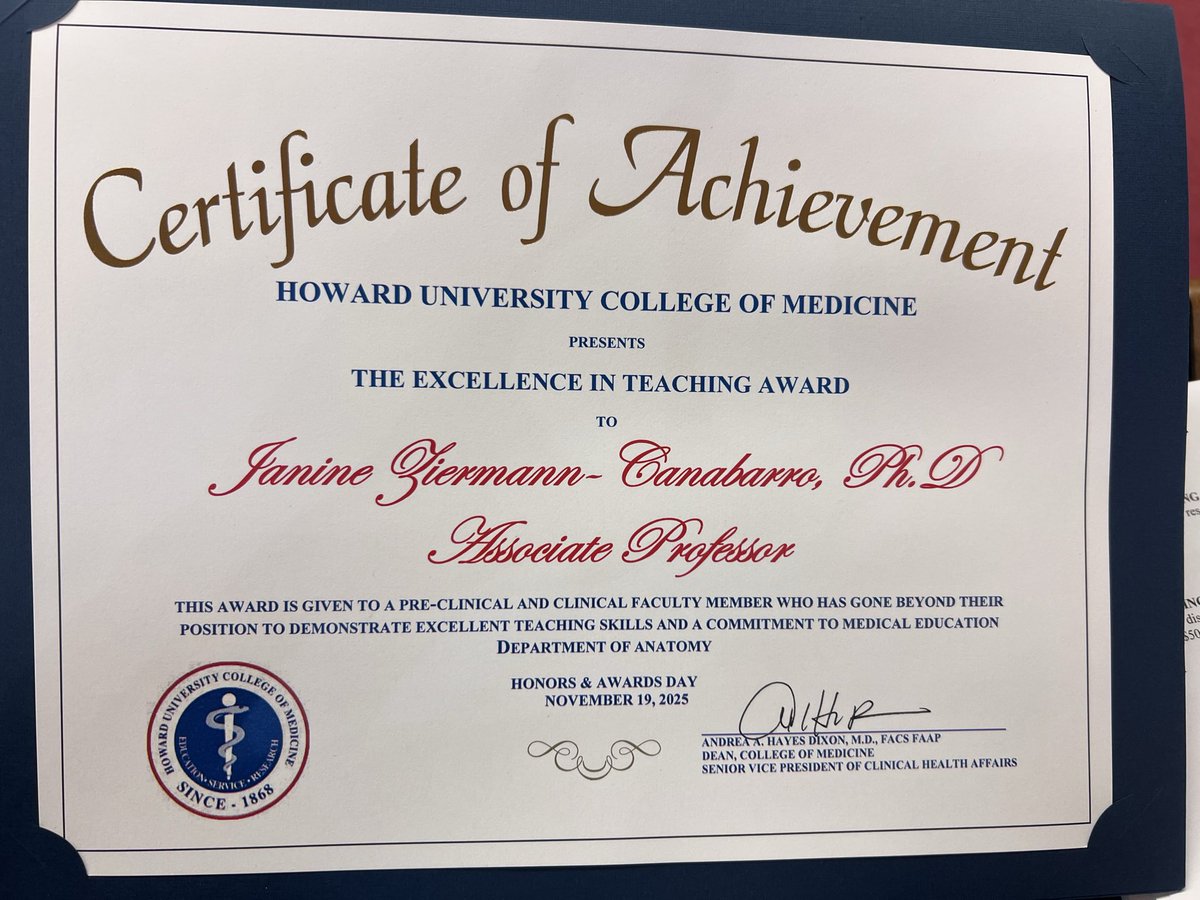 Certificate of Achievement
HOWARD UNIVERSITY COLLEGE OF MEDICINE
PRESENTS
THE EXCELLENCE IN TEACHING AWARD
TO
Janine Ziermann- Canabarro, Ph.D
Associate Professor
THIS AWARD IS GIVEN TO A PRE-CLINICAL AND CLINICAL FACULTY MEMBER WHO HAS GONE BEYOND THEIR
POSITION TO DEMONSTRATE EXCELLENT TEACHING SKILLS AND A COMMITMENT TO MEDICAL EDUCATION
DEPARTMENT OF ANATOMY
HONORS & AWARDS DAY
NOVEMBER 19, 2025
ANDREA A. HAYES DIXON, M.D., FACS FAAP
DEAN, COLLEGE OF MEDICINE
SENIOR VICE PRESIDENT OF CLINICAL HEALTH AFFAIRS
HOWARD UNIVERSITY COLLEGE OF MEDICINE
EDUCATION • SERVICE • RESEARCH
SINCE - 1868